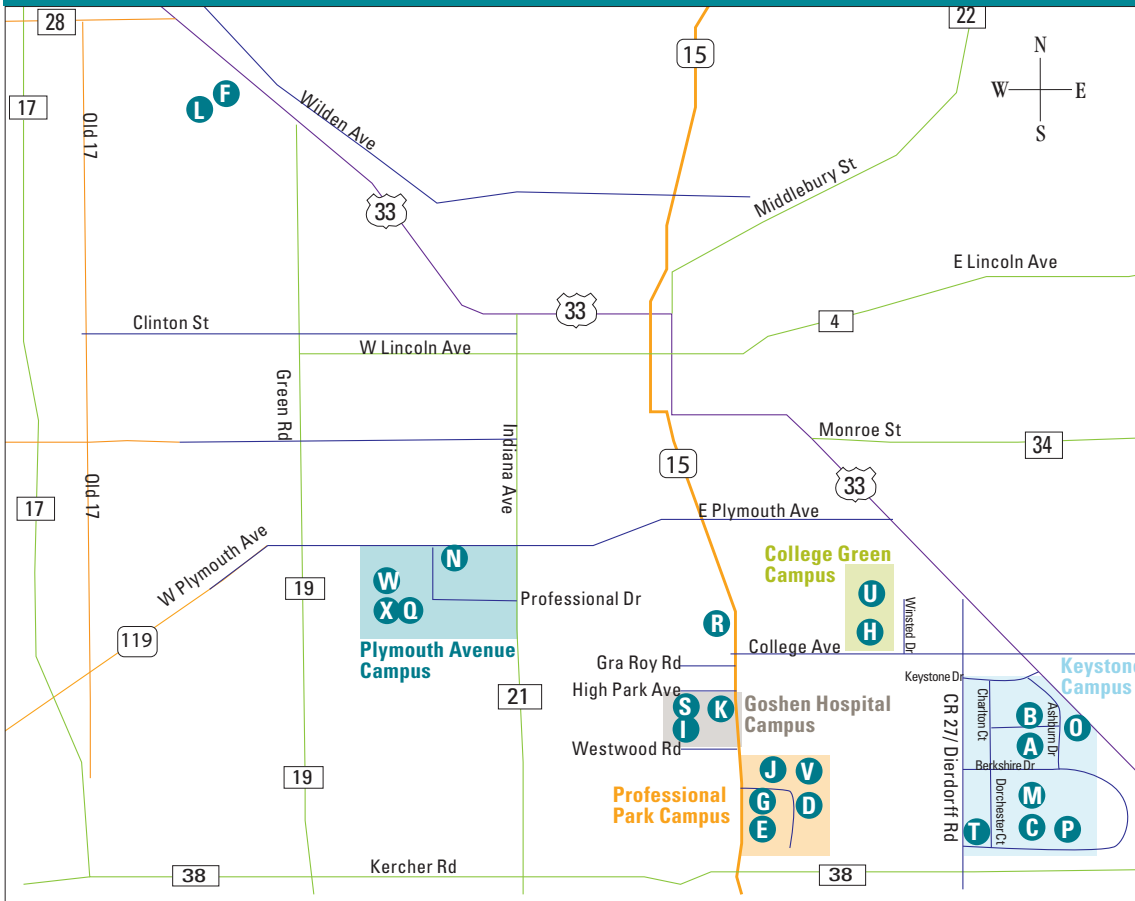 28
22
15
N
W
E
S
17
F
L
Old 17
Wilden Ave
33
Middlebury St
E Lincoln Ave
33
Clinton St
4
W Lincoln Ave
Green Rd
Indiana Ave
Monroe St
34
15
33
17
Old 17
E Plymouth Ave
W Plymouth Ave
N
W
X
Q
College Green
Campus
U
H
19
Professional Dr
119
Plymouth Avenue
Campus
R
Winsted Dr
College Ave
Gra Roy Rd
Keystone Dr
Keystone
Campus
High Park Ave
21
S
K
I
Goshen Hospital
Campus
Charlton Ct
B
Ashburn Dr
O
A
CR 27/ Dierdorff Rd
Westwood Rd
Berkshire Dr
19
J
V
Professional
Park Campus
G
D
E
Dorchester Ct
M
T
C
P
Kercher Rd
38
38